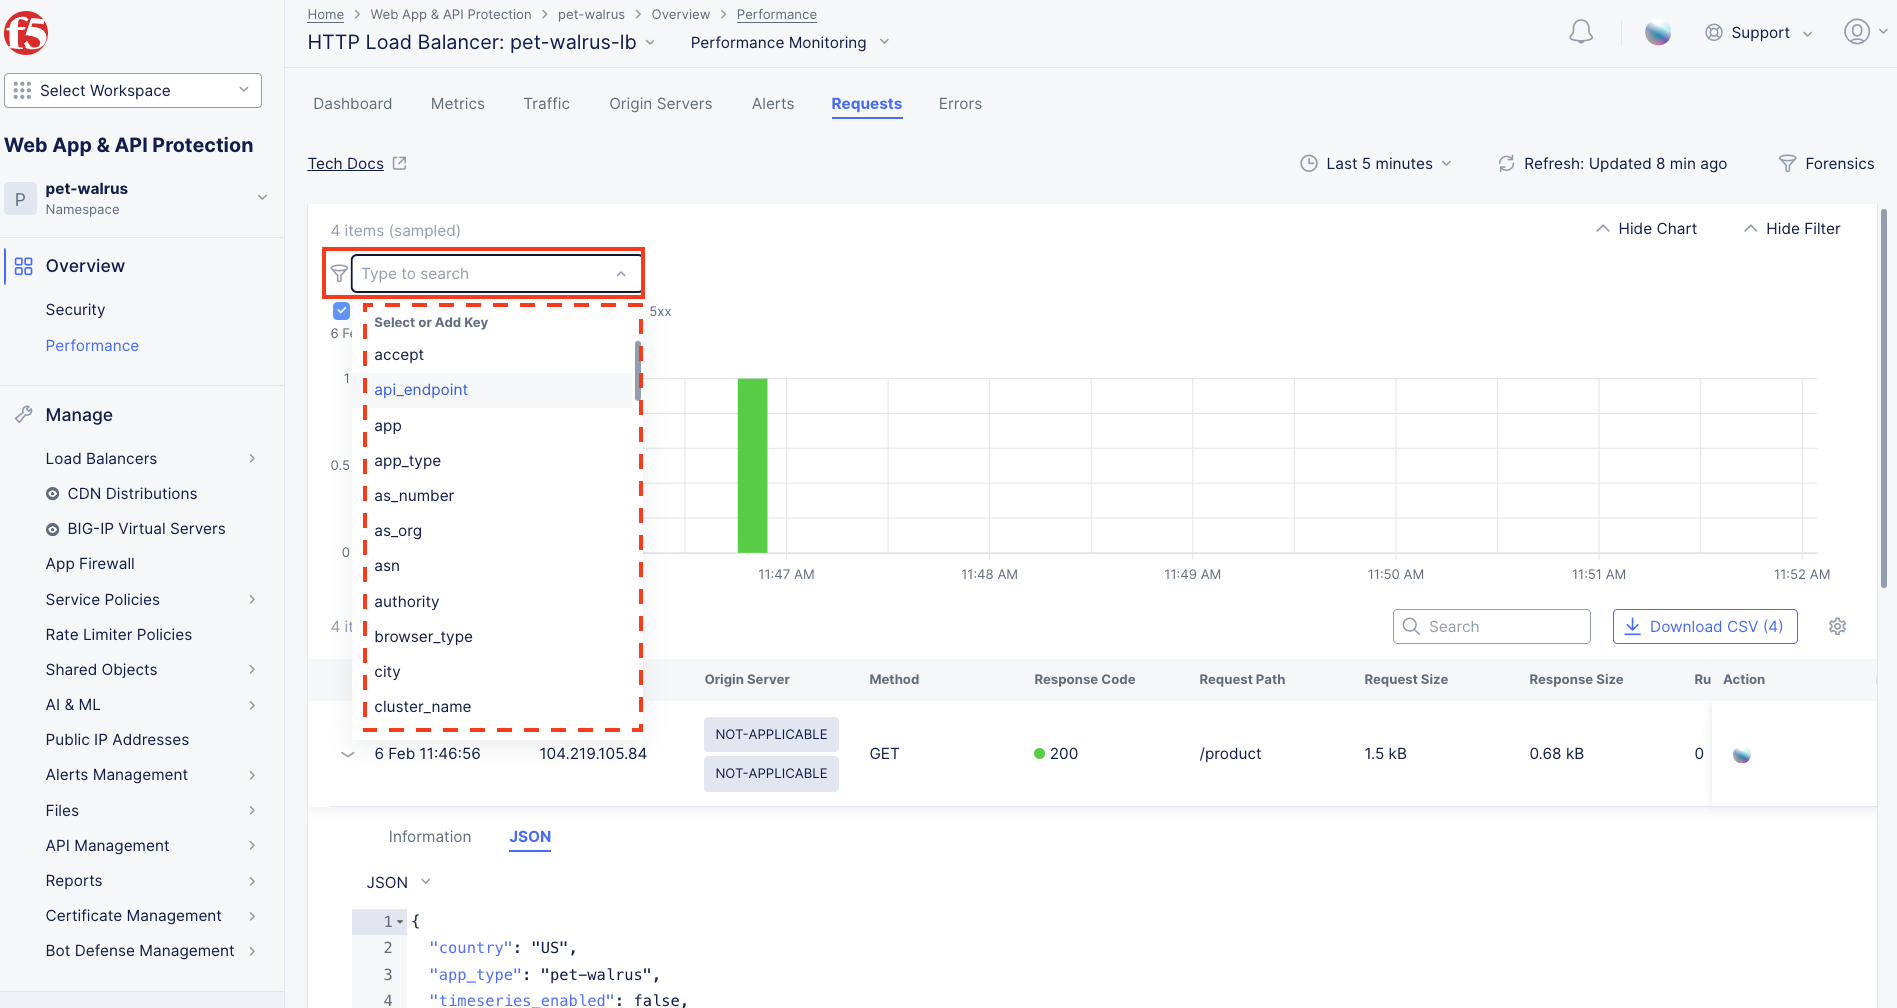 f5
Home > Web App & API Protection > pet-walrus > Overview > Performance
HTTP Load Balancer: pet-walrus-lb
Performance Monitoring
Support
Select Workspace
Web App & API Protection
P
pet-walrus
Namespace
Overview
Security
Performance
Manage
Load Balancers
CDN Distributions
BIG-IP Virtual Servers
App Firewall
Service Policies
Rate Limiter Policies
Shared Objects
AI & ML
Public IP Addresses
Alerts Management
Files
API Management
Reports
Certificate Management
Bot Defense Management
Dashboard Metrics Traffic Origin Servers Alerts Requests Errors
Tech Docs
Last 5 minutes
Refresh: Updated 8 min ago
Forensics
4 items (sampled)
Hide Chart
Hide Filter
Type to search
5xx
6 Fe
Select or Add Key
accept
api_endpoint
app
app_type
as_number
as_org
asn
authority
browser_type
city
cluster_name
1
0.5
0
11:47 AM 11:48 AM 11:49 AM 11:50 AM 11:51 AM 11:52 AM
4 it
Search
Download CSV (4)
Origin Server Method Response Code Request Path Request Size Response Size Ru Action
6 Feb 11:46:56 104.219.105.84 NOT-APPLICABLE NOT-APPLICABLE GET 200 /product 1.5 kB 0.68 kB 0
Information JSON
JSON
1 {
2 "country": "US",
3 "app_type": "pet-walrus",
4 "timeseries_enabled": false,